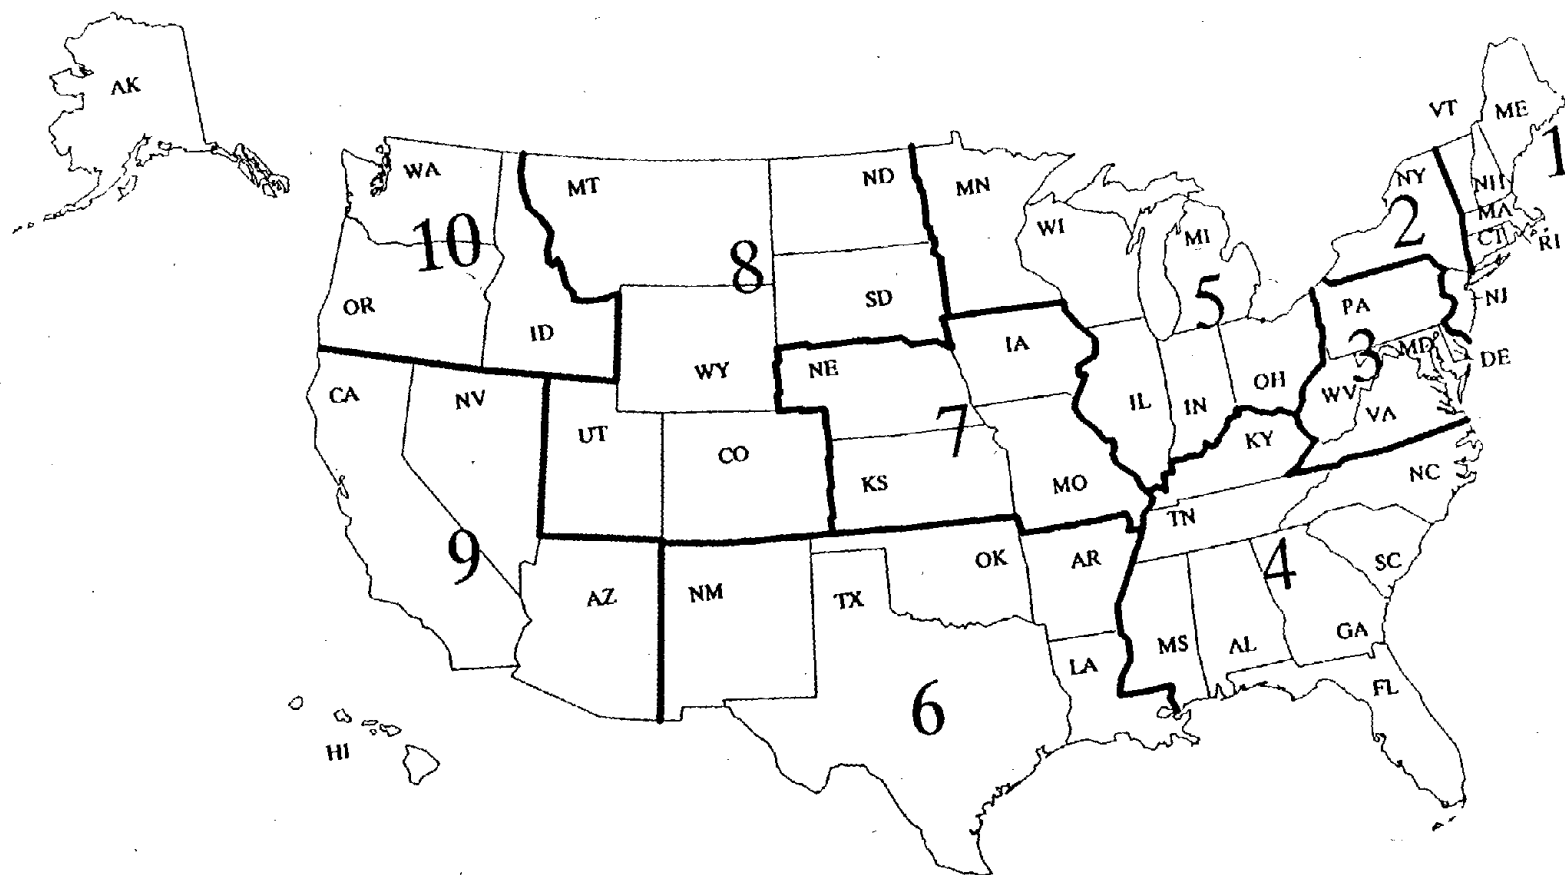 AK
VT
ME
1
WA
MT
ND
MN
NY
NH
MA
CT
RI
10
2
WI
MI
8
OR
ID
SD
5
PA
NJ
IA
3
MD
DE
WY
NE
CA
NV
UT
CO
IL
IN
OH
WV
VA
7
KY
KS
MO
NC
TN
9
AZ
NM
OK
TX
AR
4
SC
MS
AL
GA
LA
FL
6
HI